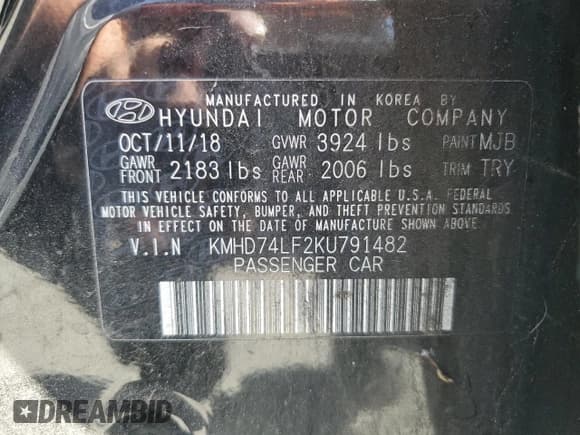 MANUFACTURED IN KOREA BY
HYUNDAI MOTOR COMPANY
OCT/11/18 GVWR 3924 lbs PAINT MJB
GAWR FRONT 2183 lbs GAWR REAR 2006 lbs TRIM TRY
THIS VEHICLE CONFORMS TO ALL APPLICABLE U.S.A. FEDERAL
MOTOR VEHICLE SAFETY, BUMPER, AND THEFT PREVENTION STANDARDS
IN EFFECT ON THE DATE OF MANUFACTURE SHOWN ABOVE.
V.I.N KMHD74LF2KU791482
PASSENGER CAR
DREAMBID